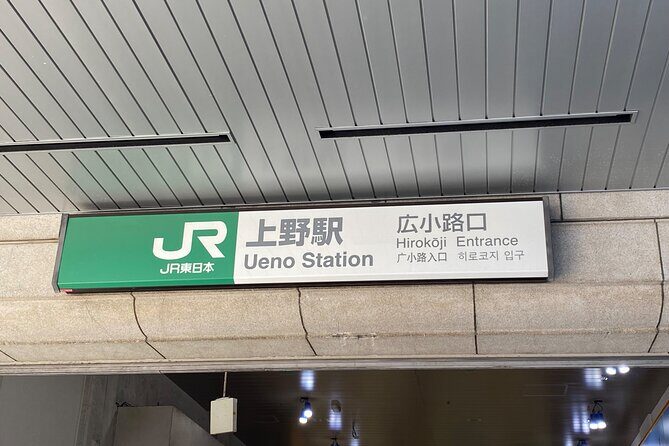 JR
JR東日本
上野駅
Ueno Station
広小路口
Hirokōji Entrance
广小路入口 히로코지 입구